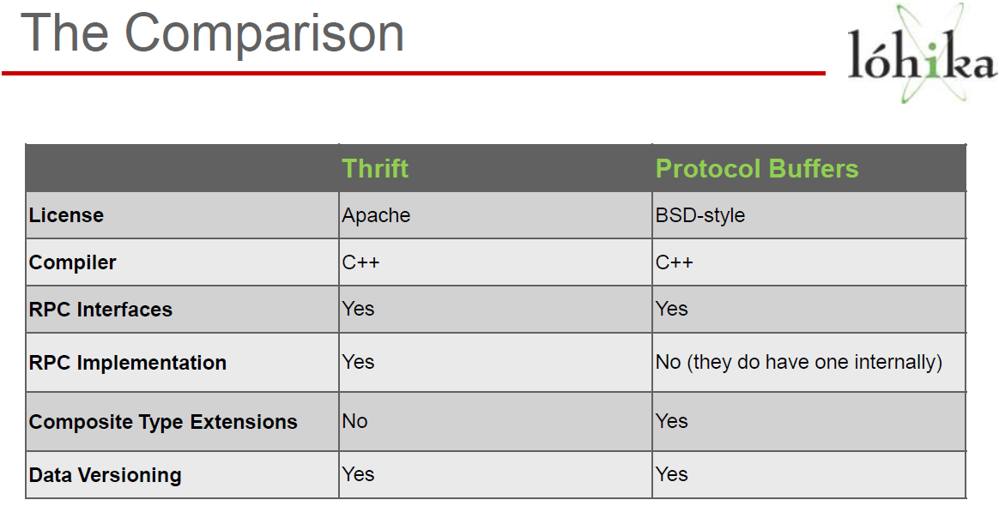 The Comparison
lóhika
Thrift Protocol Buffers
License Apache BSD-style
Compiler C++ C++
RPC Interfaces Yes Yes
RPC Implementation Yes No (they do have one internally)
Composite Type Extensions No Yes
Data Versioning Yes Yes